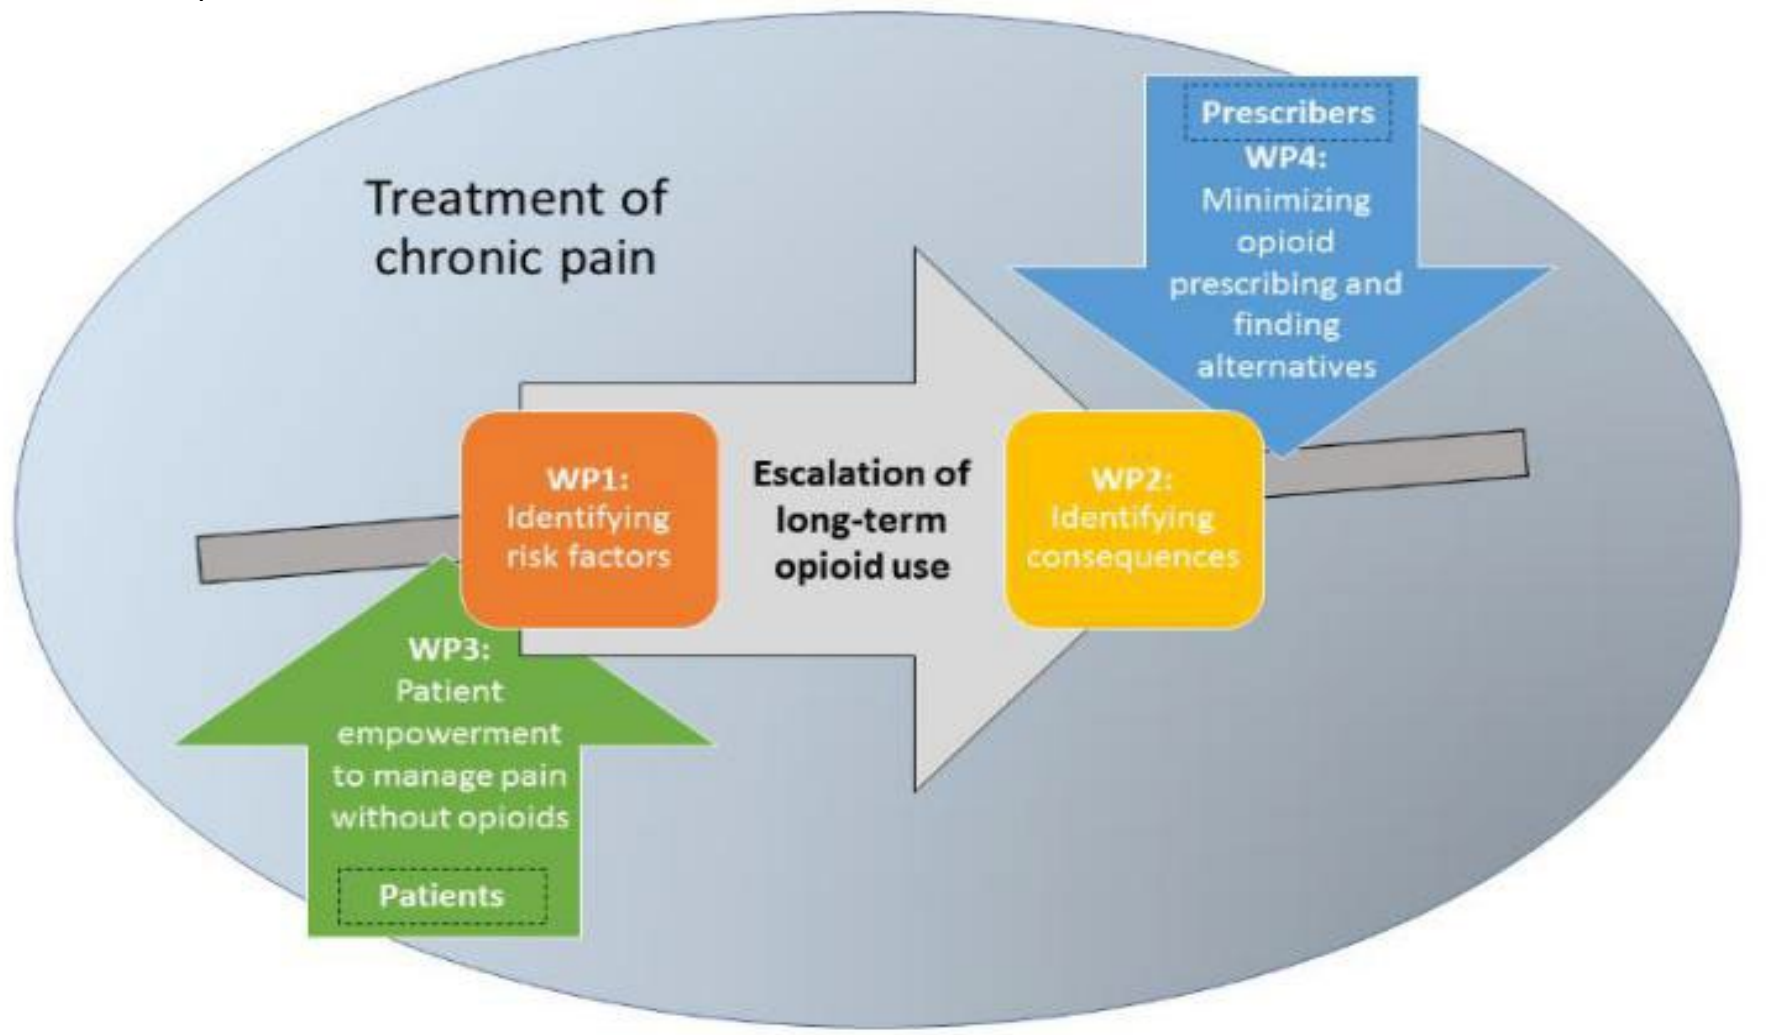 Treatment of
chronic pain
Prescribers
WP4:
Minimizing
opioid
prescribing and
finding
alternatives
WP1:
Identifying
risk factors
Escalation of
long-term
opioid use
WP2:
Identifying
consequences
WP3:
Patient
empowerment
to manage pain
without opioids
Patients